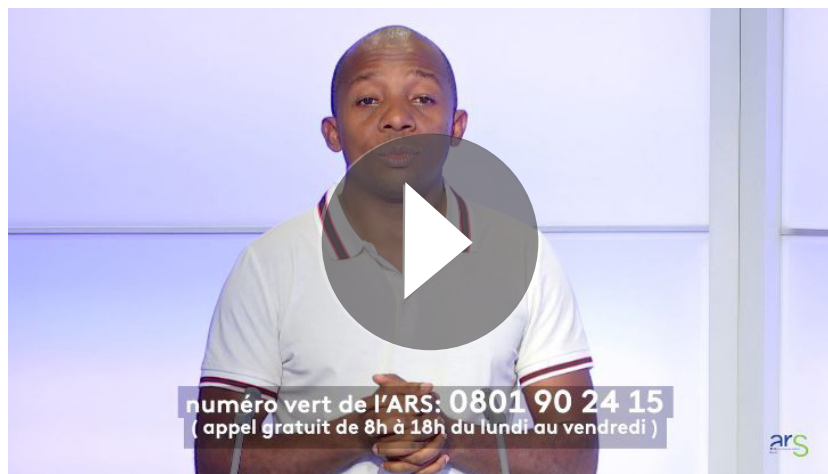 numéro vert de l'ARS: 0801 90 24 15
( appel gratuit de 8h à 18h du lundi au vendredi )
ars